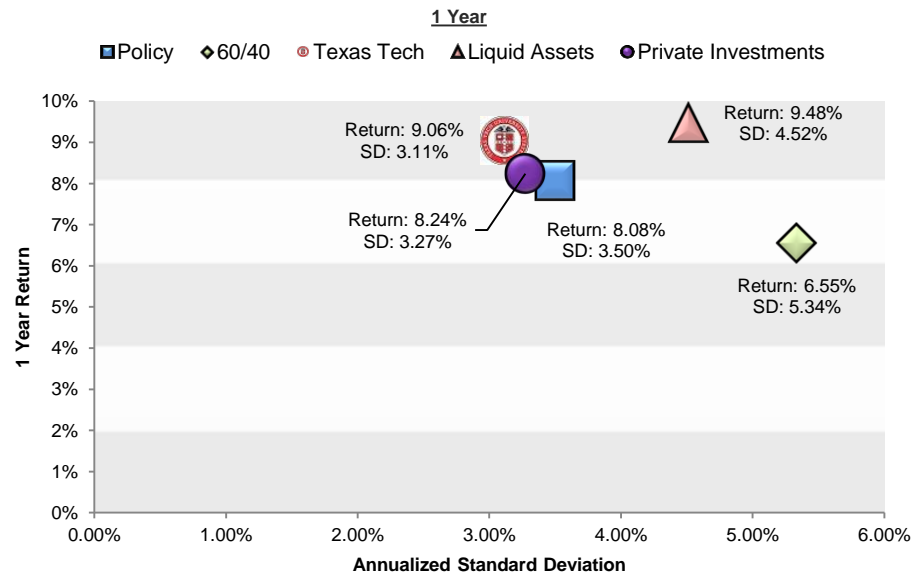 1 Year
Policy 60/40 Texas Tech Liquid Assets Private Investments
10%
9%
8%
7%
6%
5%
4%
3%
2%
1%
0%
1 Year Return
Return: 9.06%
SD: 3.11%
Return: 9.48%
SD: 4.52%
Return: 8.24%
SD: 3.27%
Return: 8.08%
SD: 3.50%
Return: 6.55%
SD: 5.34%
0.00% 1.00% 2.00% 3.00% 4.00% 5.00% 6.00%
Annualized Standard Deviation